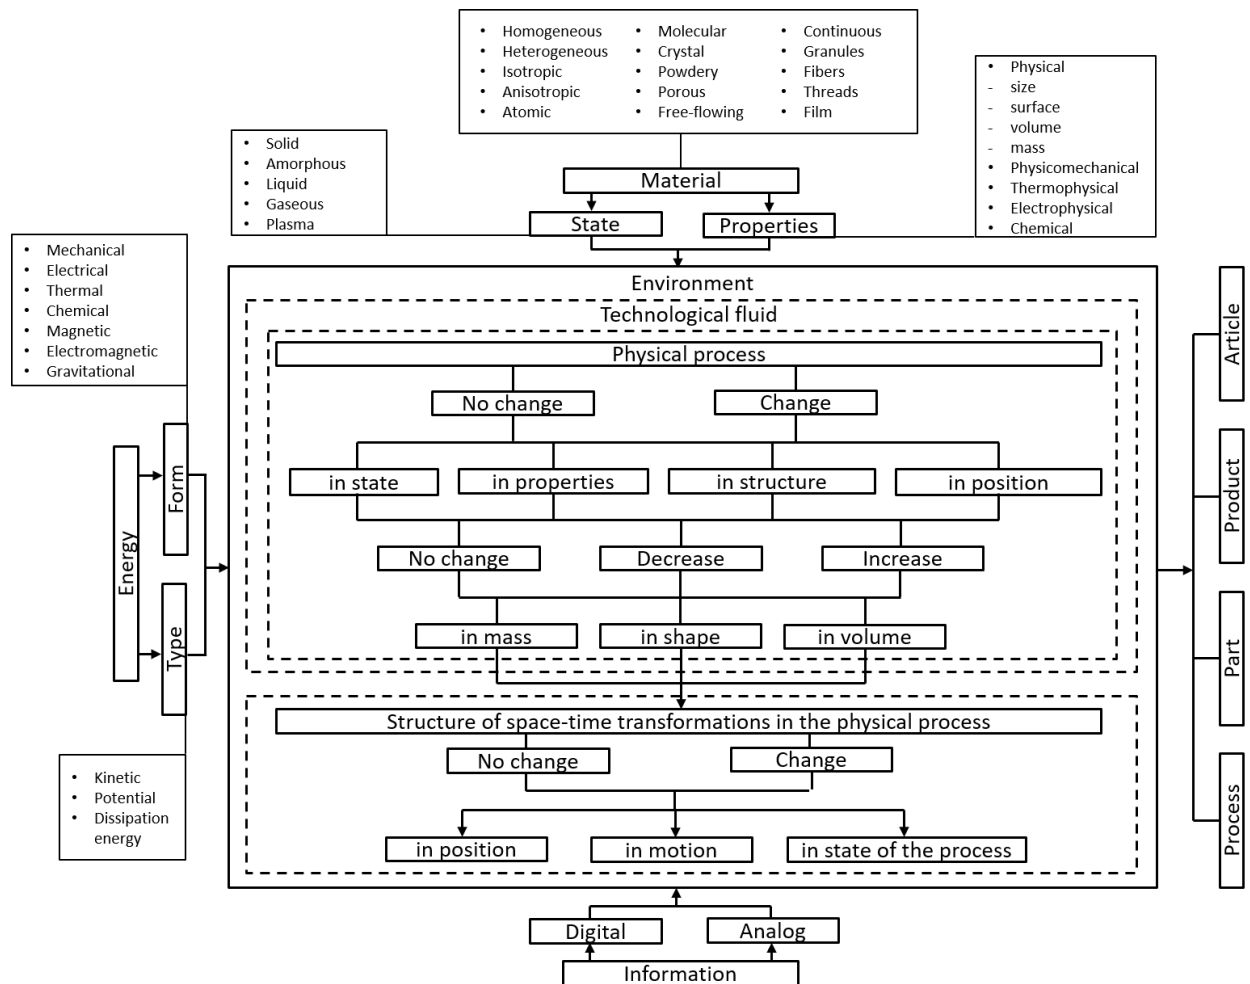 • Homogeneous
• Heterogeneous
• Isotropic
• Anisotropic
• Atomic
• Molecular
• Crystal
• Powdery
• Porous
• Free-flowing
• Continuous
• Granules
• Fibers
• Threads
• Film
• Physical
- size
- surface
- volume
- mass
• Physicomechanical
• Thermophysical
• Electrophysical
• Chemical
• Solid
• Amorphous
• Liquid
• Gaseous
• Plasma
Material
State
Properties
• Mechanical
• Electrical
• Thermal
• Chemical
• Magnetic
• Electromagnetic
• Gravitational
Energy
Form
Type
• Kinetic
• Potential
• Dissipation
energy
Environment
Technological fluid
Physical process
No change
Change
in state
in properties
in structure
in position
No change
Decrease
Increase
in mass
in shape
in volume
Structure of space-time transformations in the physical process
No change
Change
in position
in motion
in state of the process
Digital
Analog
Information
Article
Product
Part
Process